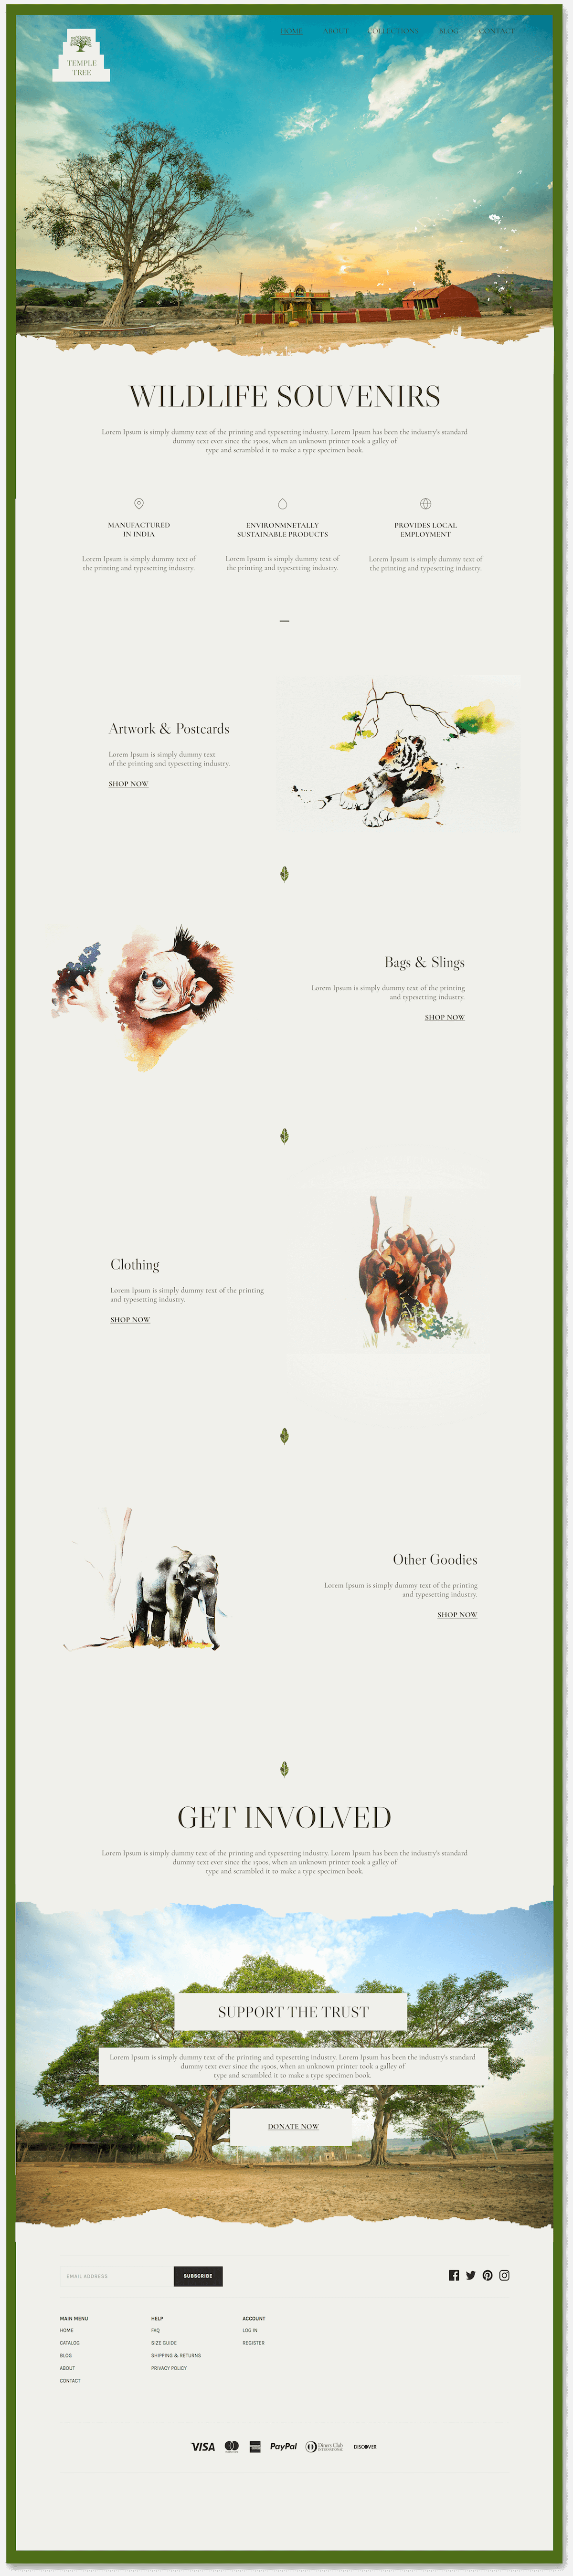 TEMPLE
TREE
HOME ABOUT COLLECTIONS BLOG CONTACT
WILDLIFE SOUVENIRS
Lorem Ipsum is simply dummy text of the printing and typesetting industry. Lorem Ipsum has been the industry's standard
dummy text ever since the 1500s, when an unknown printer took a galley of
type and scrambled it to make a type specimen book.
MANUFACTURED
IN INDIA
Lorem Ipsum is simply dummy text of
the printing and typesetting industry.
ENVIRONMNETALLY
SUSTAINABLE PRODUCTS
Lorem Ipsum is simply dummy text of
the printing and typesetting industry.
PROVIDES LOCAL
EMPLOYMENT
Lorem Ipsum is simply dummy text of
the printing and typesetting industry.
Artwork & Postcards
Lorem Ipsum is simply dummy text
of the printing and typesetting industry.
SHOP NOW
Bags & Slings
Lorem Ipsum is simply dummy text of the printing
and typesetting industry.
SHOP NOW
Clothing
Lorem Ipsum is simply dummy text of the printing
and typesetting industry.
SHOP NOW
Other Goodies
Lorem Ipsum is simply dummy text of the printing
and typesetting industry.
SHOP NOW
GET INVOLVED
Lorem Ipsum is simply dummy text of the printing and typesetting industry. Lorem Ipsum has been the industry's standard
dummy text ever since the 1500s, when an unknown printer took a galley of
type and scrambled it to make a type specimen book.
SUPPORT THE TRUST
Lorem Ipsum is simply dummy text of the printing and typesetting industry. Lorem Ipsum has been the industry's standard
dummy text ever since the 1500s, when an unknown printer took a galley of
type and scrambled it to make a type specimen book.
DONATE NOW
EMAIL ADDRESS
SUBSCRIBE
MAIN MENU
HOME
CATALOG
BLOG
ABOUT
CONTACT
HELP
FAQ
SIZE GUIDE
SHIPPING & RETURNS
PRIVACY POLICY
ACCOUNT
LOG IN
REGISTER
VISA PayPal Diners Club DISCOVER